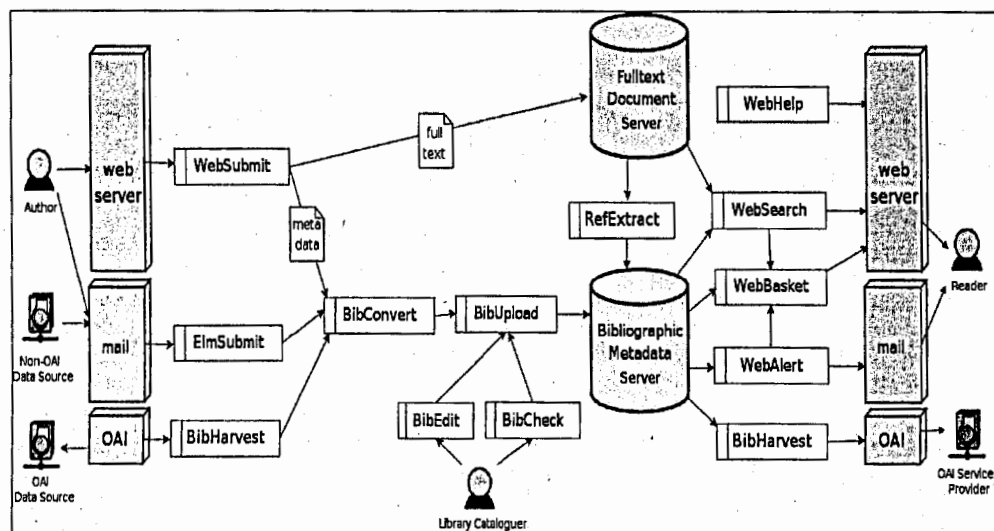 Fulltext
Document
Server
WebHelp
full
text
web
server
WebSubmit
web
server
Author
RefExtract
WebSearch
meta
data
Reader
BibConvert
BibUpload
WebBasket
mail
ElmSubmit
Bibliographic
Metadata
Server
WebAlert
mail
Non-OAI
Data Source
BibEdit
BibCheck
OAI
BibHarvest
BibHarvest
OAI
OAI
Data Source
OAI Service
Provider
Library Cataloguer